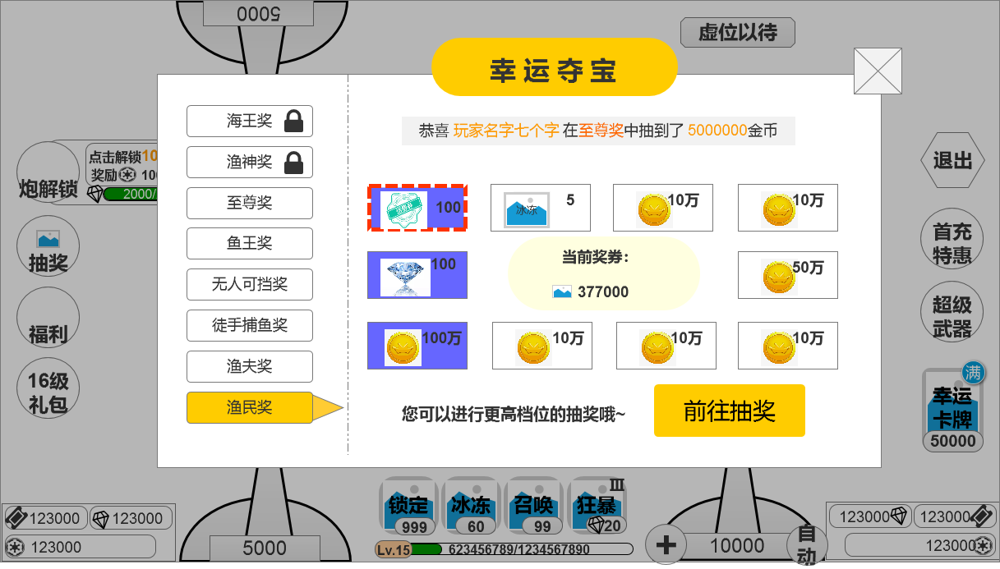 5000
虚位以待
幸运夺宝
恭喜 玩家名字七个字 在至尊奖中抽到了 5000000金币
海王奖
渔神奖
至尊奖
鱼王奖
无人可挡奖
徒手捕鱼奖
渔夫奖
渔民奖
炮解锁
点击解锁10
奖励 10
2000/
抽奖
福利
16级
礼包
100
冰冻
5
10万
10万
100
当前奖券：
377000
50万
100万
10万
10万
10万
您可以进行更高档位的抽奖哦~
前往抽奖
退出
首充
特惠
超级
武器
满
幸运
卡牌
50000
123000
123000
123000
5000
锁定
999
冰冻
60
召唤
99
狂暴
III
20
Lv.15
623456789/1234567890
10000
自
动
123000
123000
123000